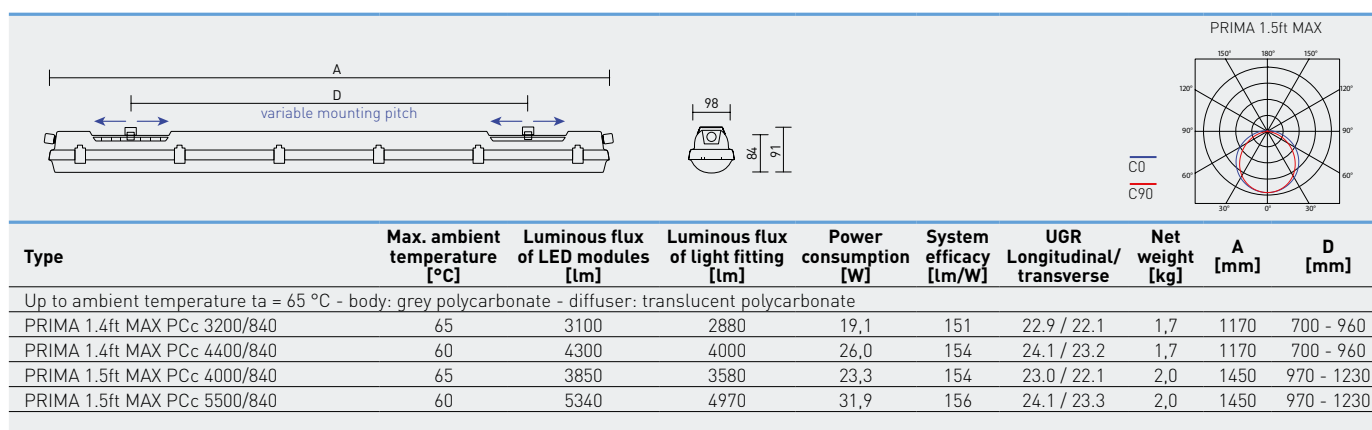 PRIMA 1.5ft MAX
150° 180° 150°
A
D
variable mounting pitch
98
84
91
120° 120°
90° 90°
C0
C90
60° 60°
30° 0° 30°
Type Max. ambient temperature [°C] Luminous flux of LED modules [lm] Luminous flux of light fitting [lm] Power consumption [W] System efficacy [lm/W] UGR Longitudinal/ transverse Net weight [kg] A [mm] D [mm]
Up to ambient temperature ta = 65 °C - body: grey polycarbonate - diffuser: translucent polycarbonate
PRIMA 1.4ft MAX PCc 3200/840 65 3100 2880 19,1 151 22.9 / 22.1 1,7 1170 700 - 960
PRIMA 1.4ft MAX PCc 4400/840 60 4300 4000 26,0 154 24.1 / 23.2 1,7 1170 700 - 960
PRIMA 1.5ft MAX PCc 4000/840 65 3850 3580 23,3 154 23.0 / 22.1 2,0 1450 970 - 1230
PRIMA 1.5ft MAX PCc 5500/840 60 5340 4970 31,9 156 24.1 / 23.3 2,0 1450 970 - 1230